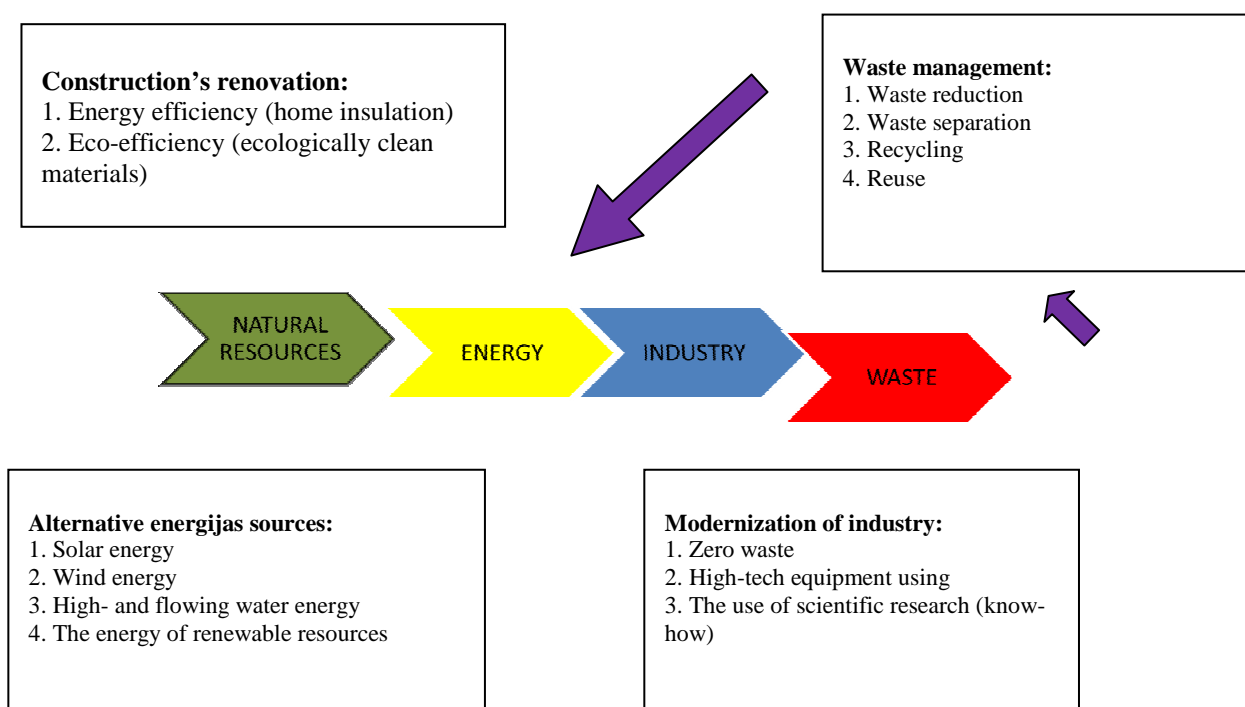 Construction’s renovation:
1. Energy efficiency (home insulation)
2. Eco-efficiency (ecologically clean
materials)
Waste management:
1. Waste reduction
2. Waste separation
3. Recycling
4. Reuse
NATURAL
RESOURCES
ENERGY
INDUSTRY
WASTE
Alternative energijas sources:
1. Solar energy
2. Wind energy
3. High- and flowing water energy
4. The energy of renewable resources
Modernization of industry:
1. Zero waste
2. High-tech equipment using
3. The use of scientific research (know-
how)